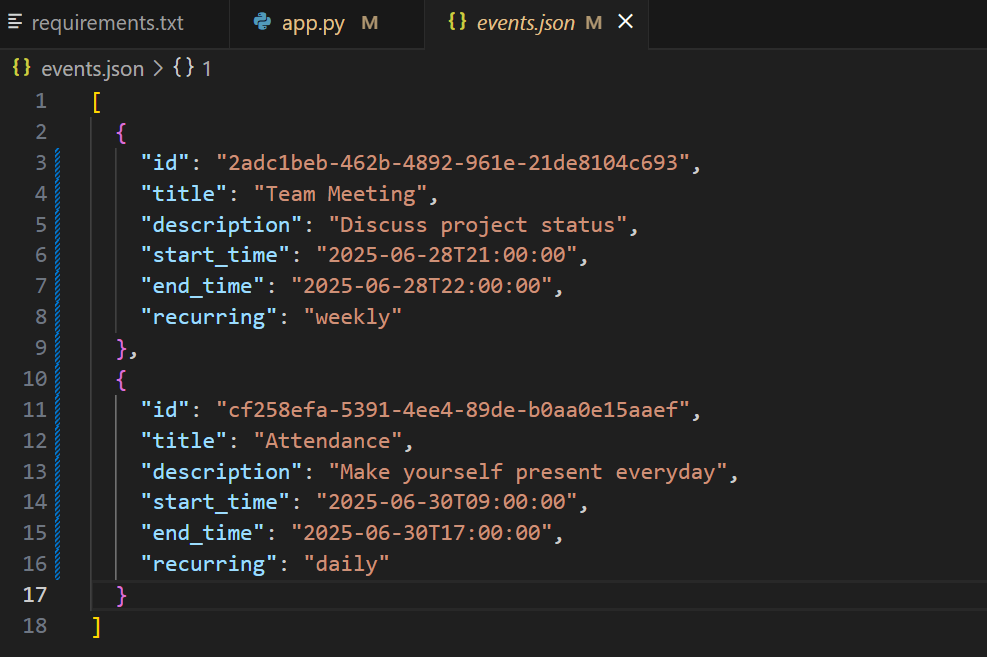 requirements.txt app.py M {} events.json M ×
{} events.json > {} 1
1 [
2 {
3 "id": "2adc1beb-462b-4892-961e-21de8104c693",
4 "title": "Team Meeting",
5 "description": "Discuss project status",
6 "start_time": "2025-06-28T21:00:00",
7 "end_time": "2025-06-28T22:00:00",
8 "recurring": "weekly"
9 },
10 {
11 "id": "cf258efa-5391-4ee4-89de-b0aa0e15aaef",
12 "title": "Attendance",
13 "description": "Make yourself present everyday",
14 "start_time": "2025-06-30T09:00:00",
15 "end_time": "2025-06-30T17:00:00",
16 "recurring": "daily"
17 }
18 ]